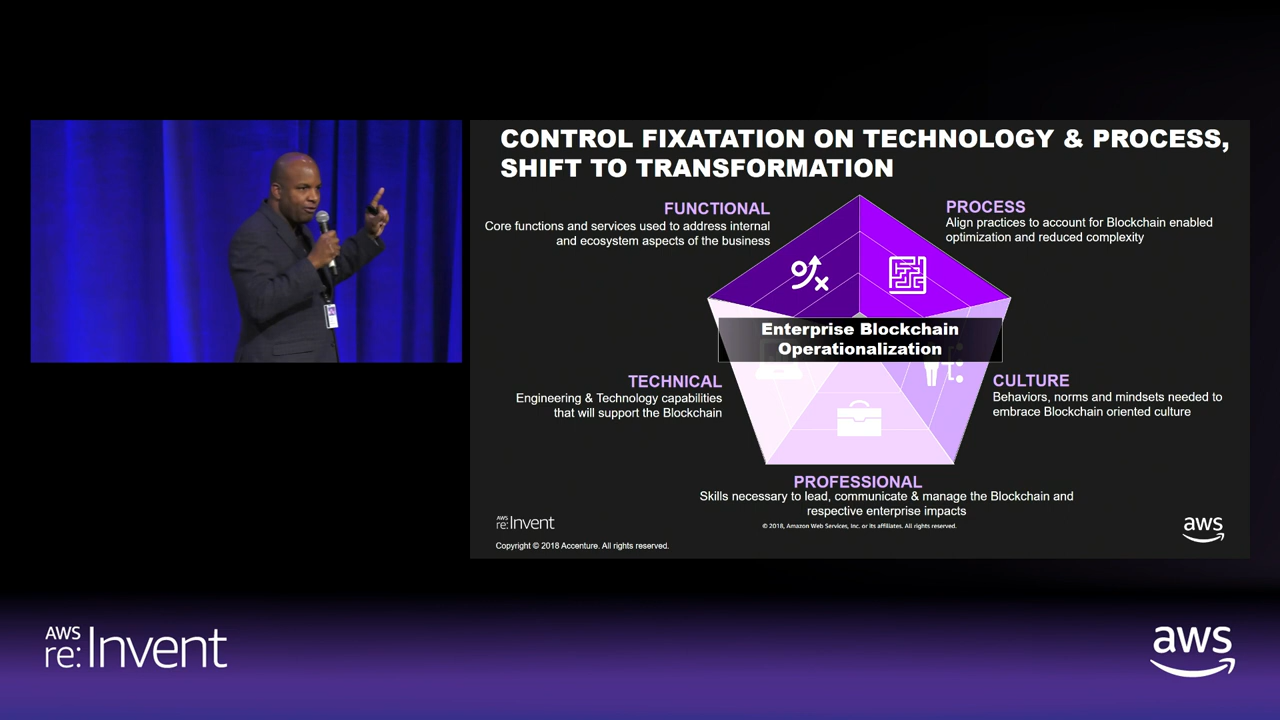 CONTROL FIXATATION ON TECHNOLOGY & PROCESS,
SHIFT TO TRANSFORMATION
FUNCTIONAL
Core functions and services used to address internal
and ecosystem aspects of the business
PROCESS
Align practices to account for Blockchain enabled
optimization and reduced complexity
Enterprise Blockchain
Operationalization
TECHNICAL
Engineering & Technology capabilities
that will support the Blockchain
CULTURE
Behaviors, norms and mindsets needed to
embrace Blockchain oriented culture
PROFESSIONAL
Skills necessary to lead, communicate & manage the Blockchain and
respective enterprise impacts
AWS
re:Invent
© 2018, Amazon Web Services, Inc. or its affiliates. All rights reserved.
aws
Copyright © 2018 Accenture. All rights reserved.
AWS
re:Invent
aws